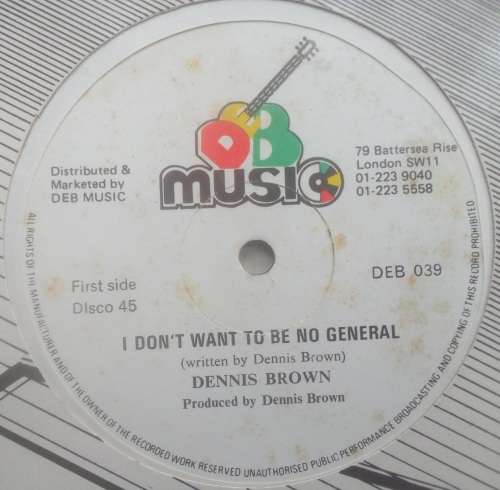 DEB
MUSIC
Distributed &
Marketed by
DEB MUSIC
79 Battersea Rise
London SW11
01-223 9040
01-223 5558
First side
DIsco 45
DEB 039
I DON'T WANT TO BE NO GENERAL
(written by Dennis Brown)
DENNIS BROWN
Produced by Dennis Brown
ALL RIGHTS OF THE MANUFACTURER AND OF THE OWNER OF THE RECORDED WORK RESERVED UNAUTHORISED PUBLIC PERFORMANCE BROADCASTING AND COPYING OF THIS RECORD PROHIBITED